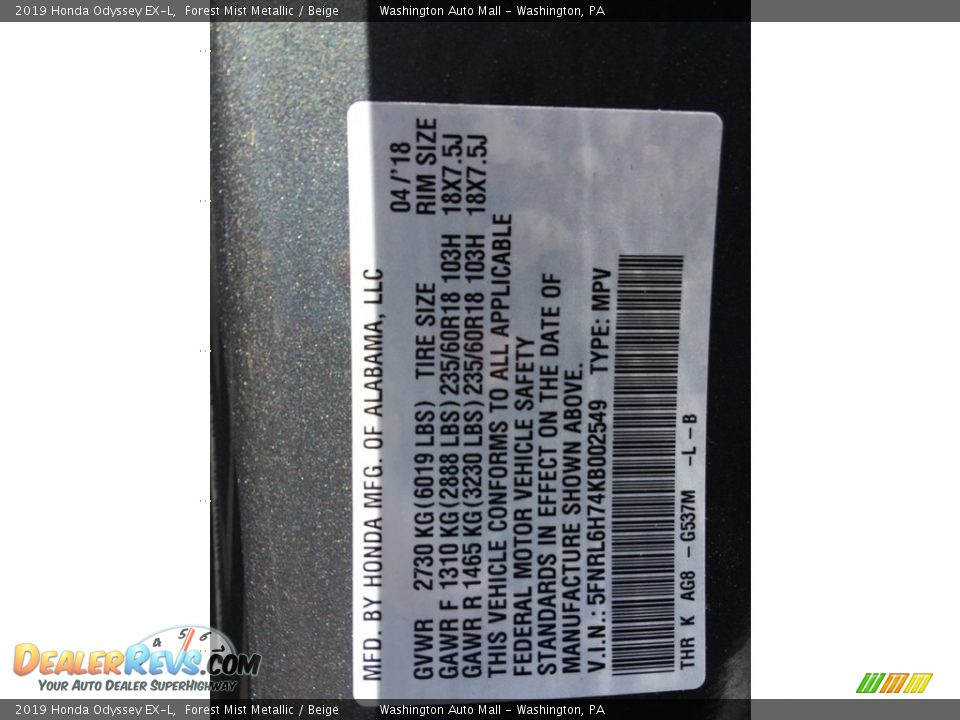 2019 Honda Odyssey EX-L, Forest Mist Metallic / Beige Washington Auto Mall - Washington, PA
MFD. BY HONDA MFG. OF ALABAMA, LLC
04/'18
GVWR 2730 KG(6019 LBS) TIRE SIZE RIM SIZE
GAWR F 1310 KG(2888 LBS) 235/60R18 103H 18X7.5J
GAWR R 1465 KG(3230 LBS) 235/60R18 103H 18X7.5J
THIS VEHICLE CONFORMS TO ALL APPLICABLE
FEDERAL MOTOR VEHICLE SAFETY
STANDARDS IN EFFECT ON THE DATE OF
MANUFACTURE SHOWN ABOVE.
V.I.N.: 5FNRL6H74KB002549 TYPE: MPV
THR K AG8 -G537M -L-B
4 5 6
DEALERREVS.COM
YOUR AUTO DEALER SUPERHIGHWAY
2019 Honda Odyssey EX-L, Forest Mist Metallic / Beige Washington Auto Mall - Washington, PA